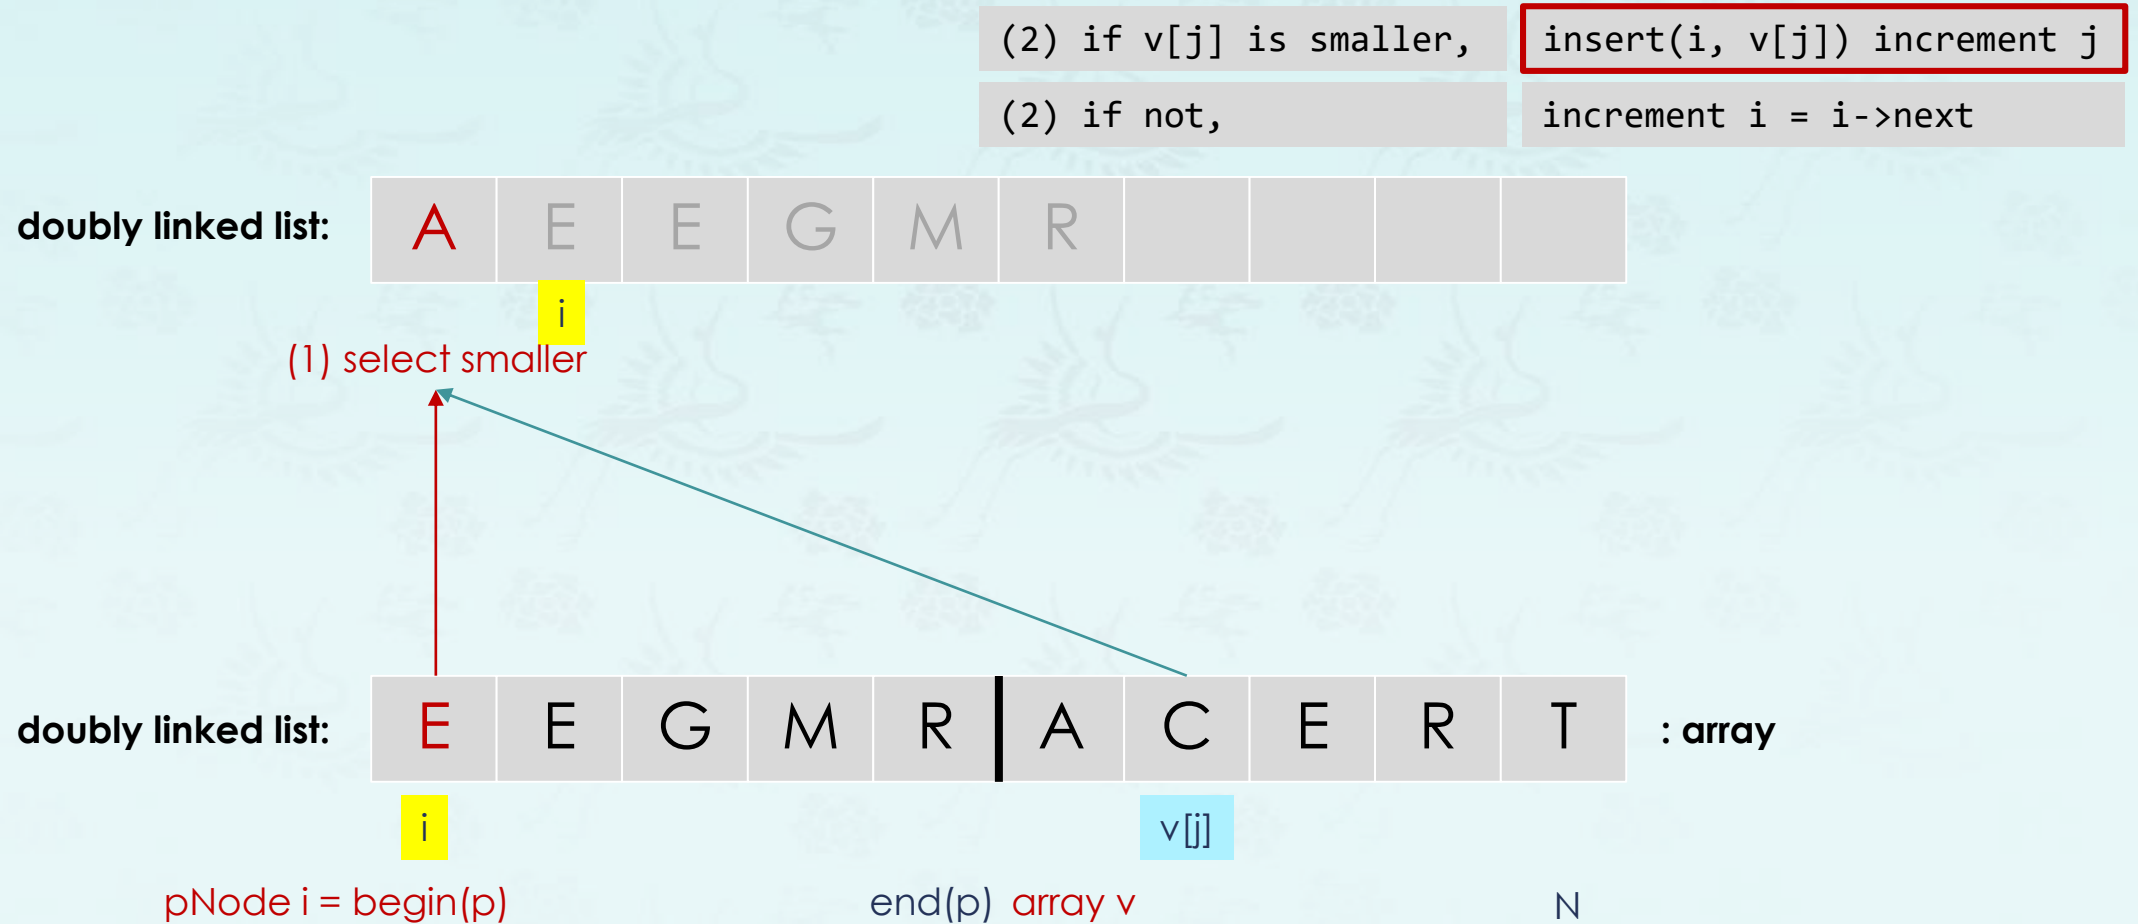 (2) if v[j] is smaller, insert(i, v[j]) increment j
(2) if not, increment i = i->next
doubly linked list: A E E G M R
i
(1) select smaller
doubly linked list: E E G M R A C E R T : array
i v[j]
pNode i = begin(p) end(p) array v N